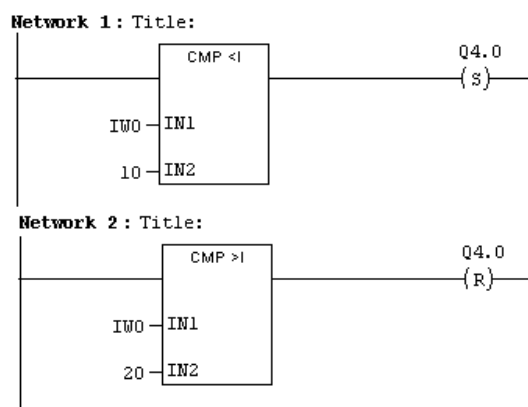 Network 1: Title:
CMP <I
Q4.0
(S)
IW0 IN1
10 IN2
Network 2: Title:
CMP >I
Q4.0
(R)
IW0 IN1
20 IN2